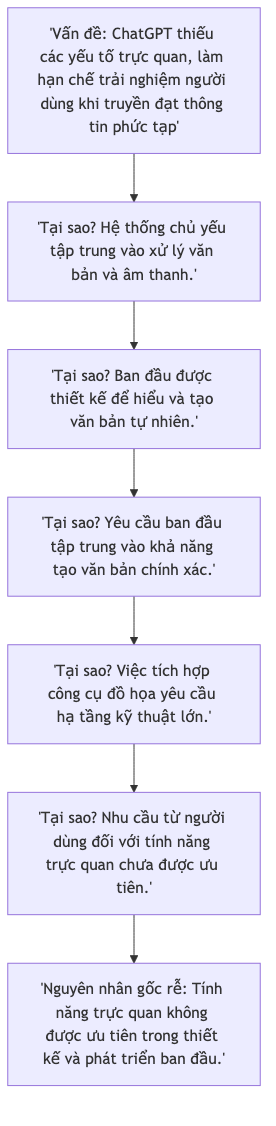 'Vấn đề: ChatGPT thiếu
các yếu tố trực quan, làm
hạn chế trải nghiệm người
dùng khi truyền đạt thông
tin phức tạp'
'Tại sao? Hệ thống chủ yếu
tập trung vào xử lý văn
bản và âm thanh.'
'Tại sao? Ban đầu được
thiết kế để hiểu và tạo
văn bản tự nhiên.'
'Tại sao? Yêu cầu ban đầu
tập trung vào khả năng
tạo văn bản chính xác.'
'Tại sao? Việc tích hợp
công cụ đồ họa yêu cầu
hạ tầng kỹ thuật lớn.'
'Tại sao? Nhu cầu từ người
dùng đối với tính năng
trực quan chưa được ưu
tiên.'
'Nguyên nhân gốc rễ: Tính
năng trực quan không
được ưu tiên trong thiết
kế và phát triển ban đầu.'